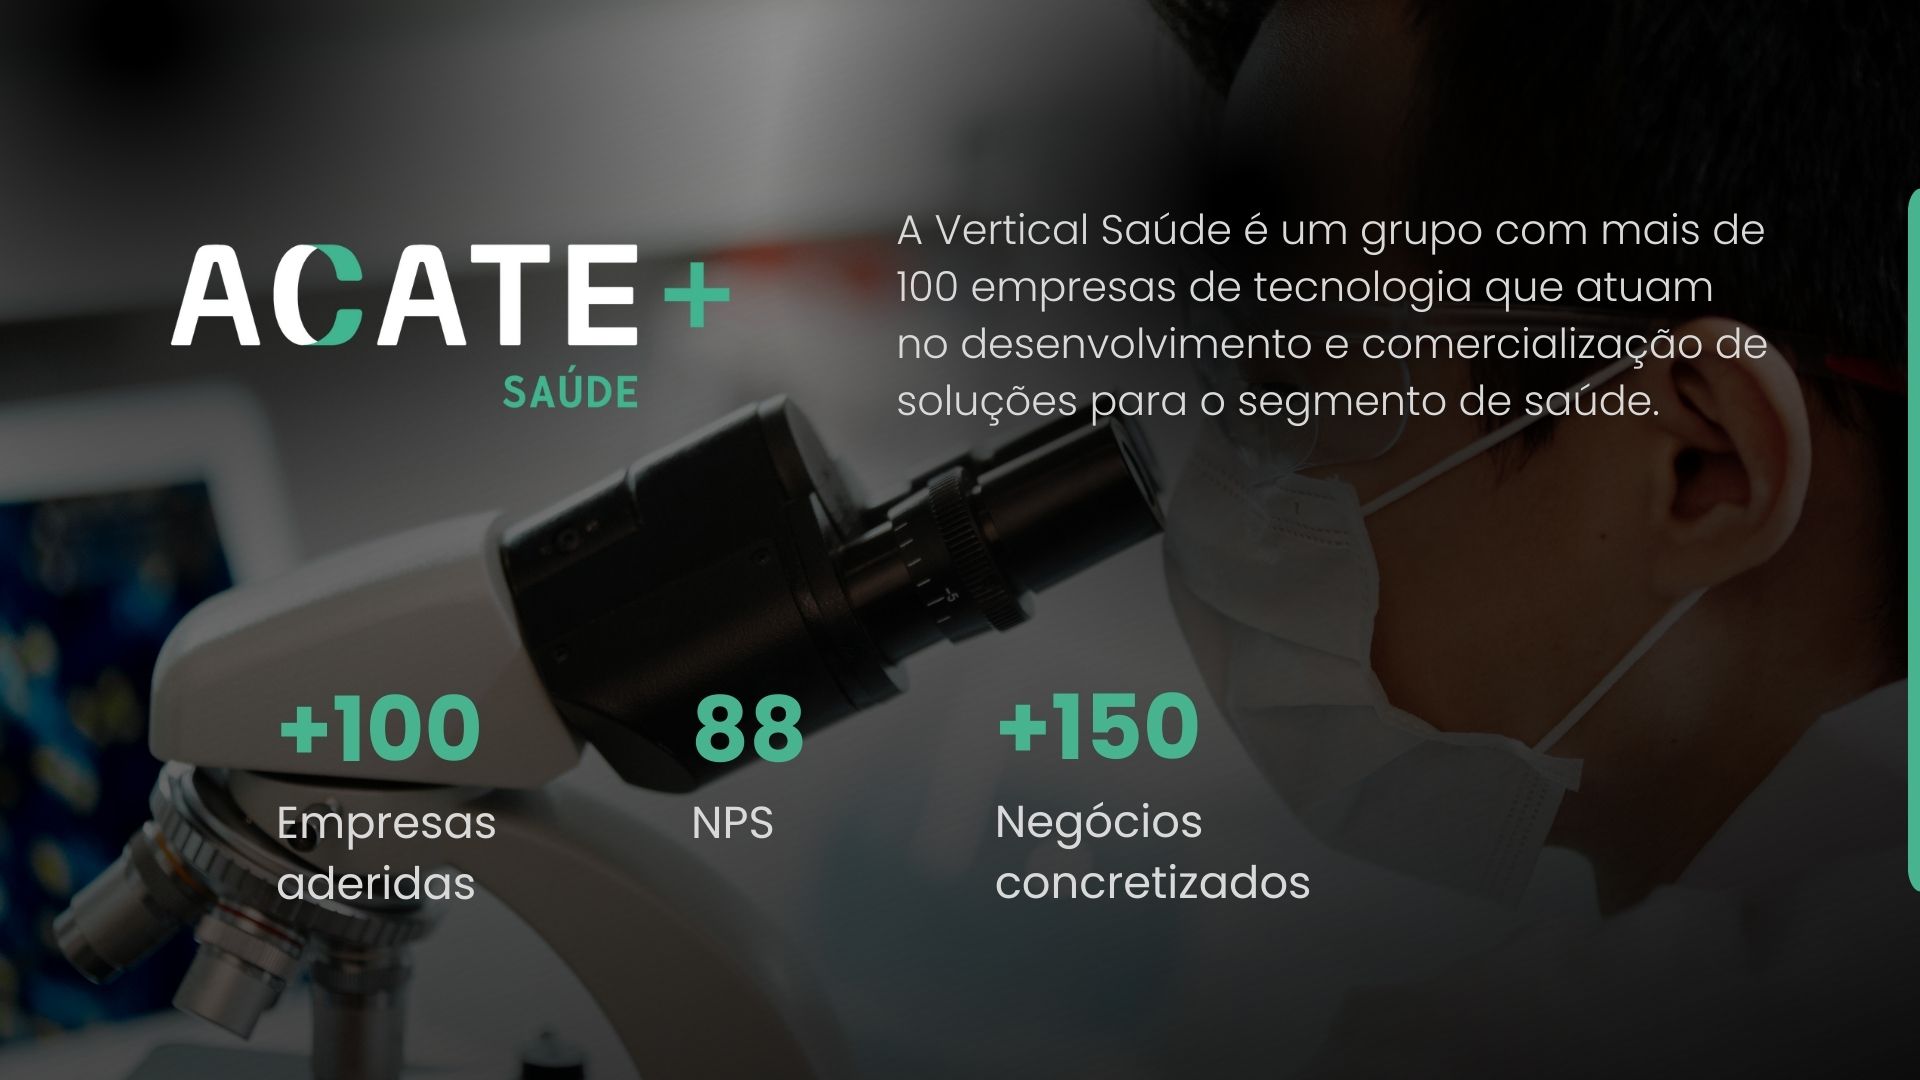 ACATE+
SAÚDE
A Vertical Saúde é um grupo com mais de
100 empresas de tecnologia que atuam
no desenvolvimento e comercialização de
soluções para o segmento de saúde.
-5
+100
Empresas
aderidas
88
NPS
+150
Negócios
concretizados